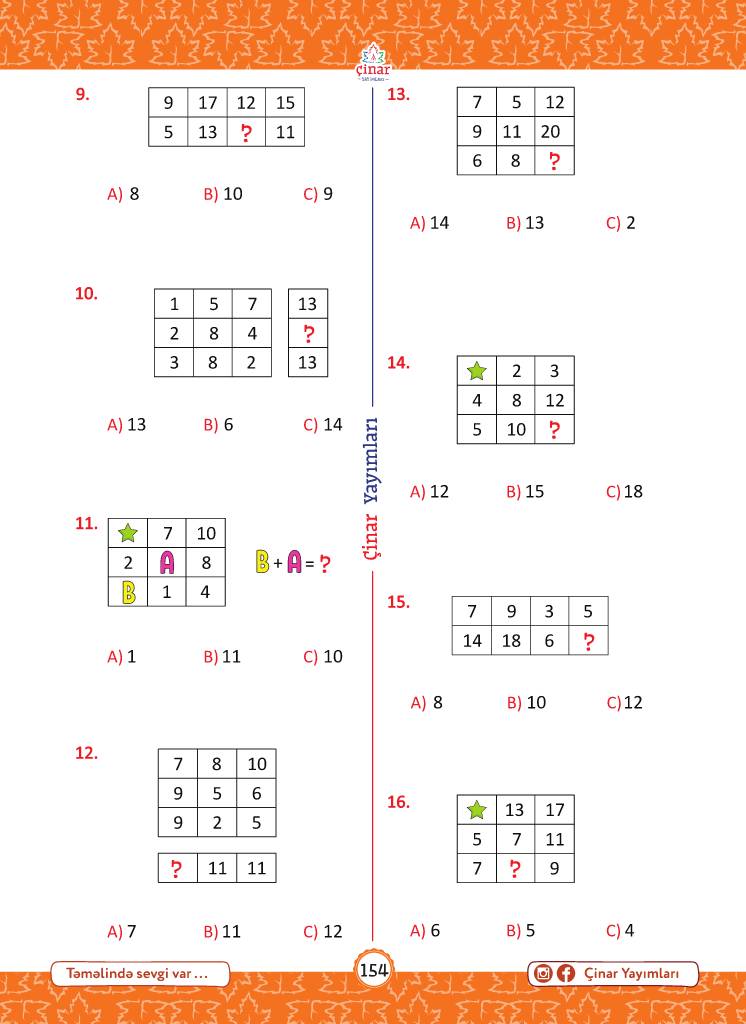 Çinar
YAYIMLARI
9.
9 17 12 15
5 13 ? 11
A) 8 B) 10 C) 9
10.
1 5 7 13
2 8 4 ?
3 8 2 13
A) 13 B) 6 C) 14
11.
7 10
2 A 8
B 1 4
B + A = ?
A) 1 B) 11 C) 10
12.
7 8 10
9 5 6
9 2 5
? 11 11
A) 7 B) 11 C) 12
Çinar Yayımları
13.
7 5 12
9 11 20
6 8 ?
A) 14 B) 13 C) 2
14.
2 3
4 8 12
5 10 ?
A) 12 B) 15 C) 18
15.
7 9 3 5
14 18 6 ?
A) 8 B) 10 C) 12
16.
13 17
5 7 11
7 ? 9
A) 6 B) 5 C) 4
Təməlində sevgi var ...
154
Çinar Yayımları